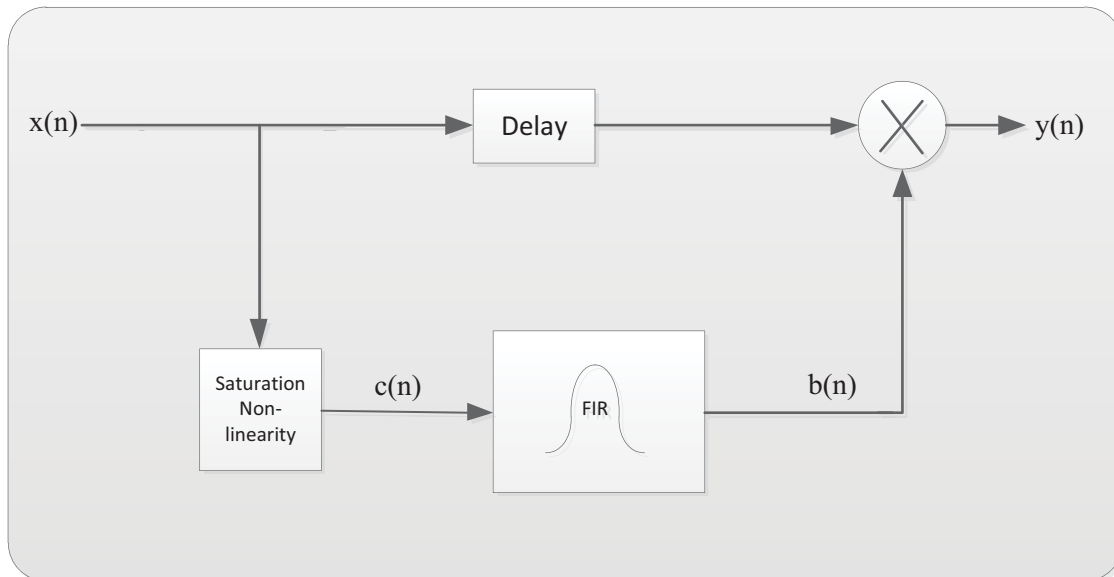 x(n)
Delay
y(n)
Saturation
Non-
linearity
c(n)
FIR
b(n)